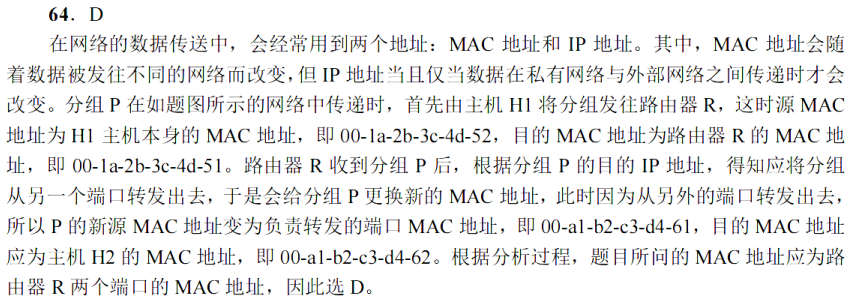 64．D
在网络的数据传送中，会经常用到两个地址：MAC 地址和 IP 地址。其中，MAC 地址会随
着数据被发往不同的网络而改变，但 IP 地址当且仅当数据在私有网络与外部网络之间传递时才会
改变。分组 P 在如题图所示的网络中传递时，首先由主机 H1 将分组发往路由器 R，这时源 MAC
地址为 H1 主机本身的 MAC 地址，即 00-1a-2b-3c-4d-52，目的 MAC 地址为路由器 R 的 MAC 地
址，即 00-1a-2b-3c-4d-51。路由器 R 收到分组 P 后，根据分组 P 的目的 IP 地址，得知应将分组
从另一个端口转发出去，于是会给分组 P 更换新的 MAC 地址，此时因为从另外的端口转发出去，
所以 P 的新源 MAC 地址变为负责转发的端口 MAC 地址，即 00-a1-b2-c3-d4-61，目的 MAC 地址
应为主机 H2 的 MAC 地址，即 00-a1-b2-c3-d4-62。根据分析过程，题目所问的 MAC 地址应为路
由器 R 两个端口的 MAC 地址，因此选 D。